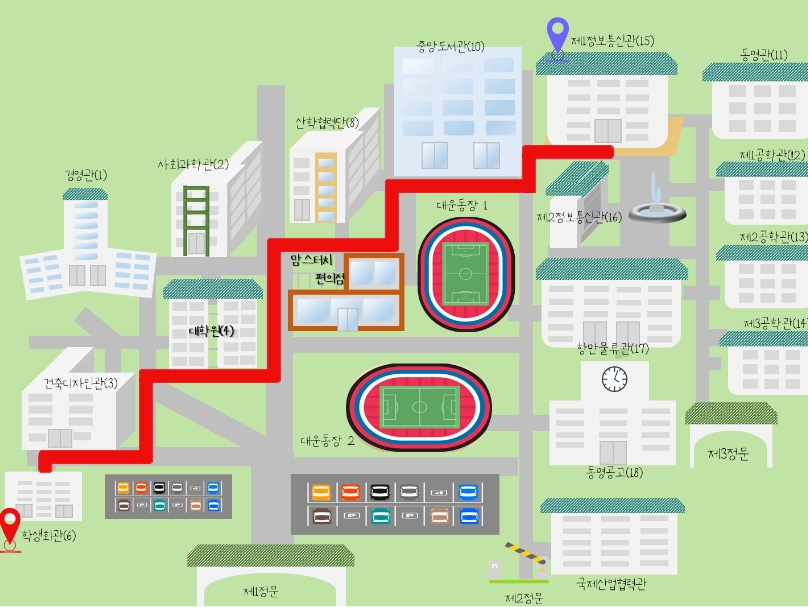 중앙도서관(10)
제1정보통신관(15)
동명관(11)
산학협력단(8)
사회과학관(2)
제1공학관(12)
경영관(1)
대운동장 1
제2정보통신관(16)
제2공학관(13)
맘스터치
편의점
대학원(4)
제3공학관(14
항만물류관(17)
건축디자인관(3)
대운동장 2
제3정문
동명공고(18)
학생회관(6)
제1정문
제2정문
국제산업협력관